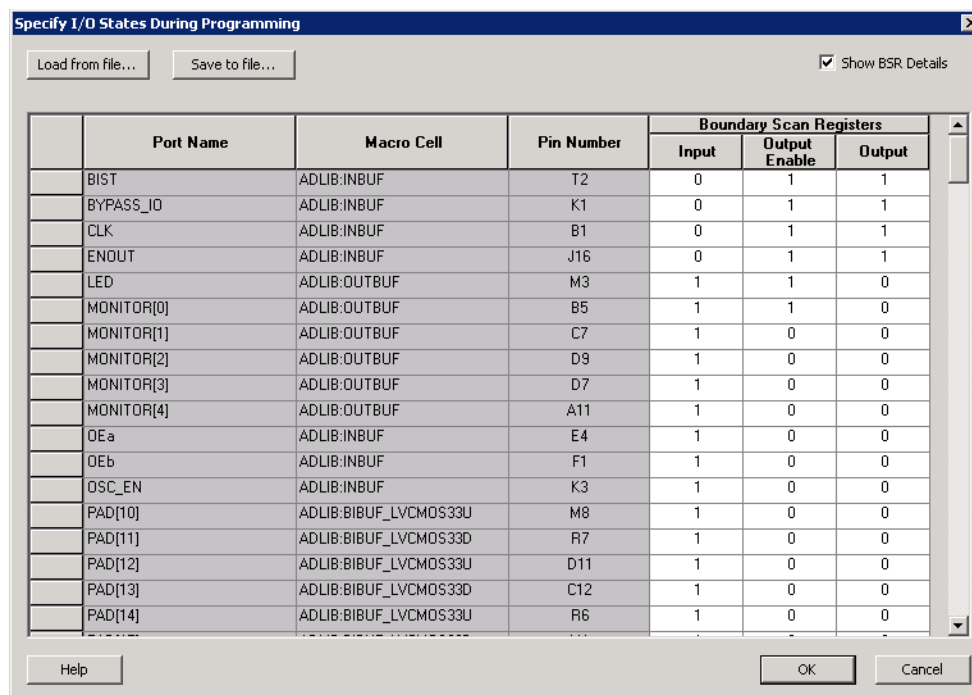 Specify I/O States During Programming
Load from file... Save to file... Show BSR Details
Port Name Macro Cell Pin Number Boundary Scan Registers
Input Output Enable Output
BIST ADLIB:INBUF T2 0 1 1
BYPASS_IO ADLIB:INBUF K1 0 1 1
CLK ADLIB:INBUF B1 0 1 1
ENOUT ADLIB:INBUF J16 0 1 1
LED ADLIB:OUTBUF M3 1 1 0
MONITOR[0] ADLIB:OUTBUF B5 1 1 0
MONITOR[1] ADLIB:OUTBUF C7 1 0 0
MONITOR[2] ADLIB:OUTBUF D9 1 0 0
MONITOR[3] ADLIB:OUTBUF D7 1 0 0
MONITOR[4] ADLIB:OUTBUF A11 1 0 0
OEa ADLIB:INBUF E4 1 0 0
OEb ADLIB:INBUF F1 1 0 0
OSC_EN ADLIB:INBUF K3 1 0 0
PAD[10] ADLIB:BIBUF_LVCMOS33U M8 1 0 0
PAD[11] ADLIB:BIBUF_LVCMOS33D R7 1 0 0
PAD[12] ADLIB:BIBUF_LVCMOS33U D11 1 0 0
PAD[13] ADLIB:BIBUF_LVCMOS33D C12 1 0 0
PAD[14] ADLIB:BIBUF_LVCMOS33U R6 1 0 0
Help OK Cancel